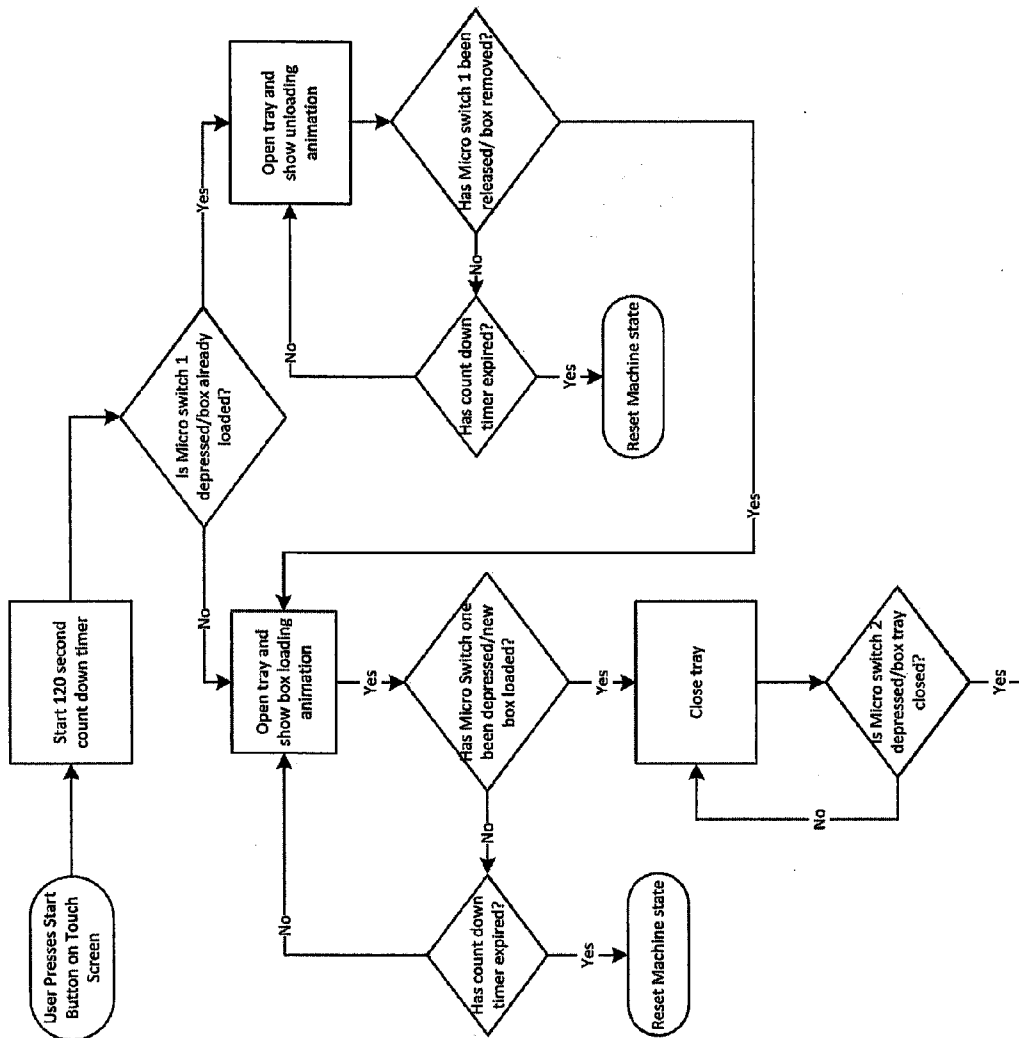 User Presses Start
Button on Touch
Screen
Start 120 second
count down timer
Is Micro switch 1
depressed/box already
loaded?
Yes
No
Open tray and
show unloading
animation
Has Micro switch 1 been
released/ box removed?
No
Has count down
timer expired?
No
Yes
Reset Machine state
Yes
Open tray and
show box loading
animation
Yes
Has Micro Switch one
been depressed/new
box loaded?
No
Has count down
timer expired?
No
Yes
Reset Machine state
Yes
Close tray
Is Micro switch 2
depressed/box tray
closed?
No
Yes